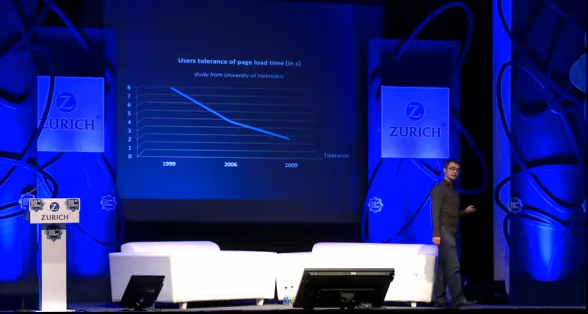 Users tolerance of page load time (in s)
study from University of Nebraska
8
7
6
5
4
3
2
1
0
1999
2006
2009
Tolerance
Z
ZURICH
Z
ZURICH
Z
ZURICH